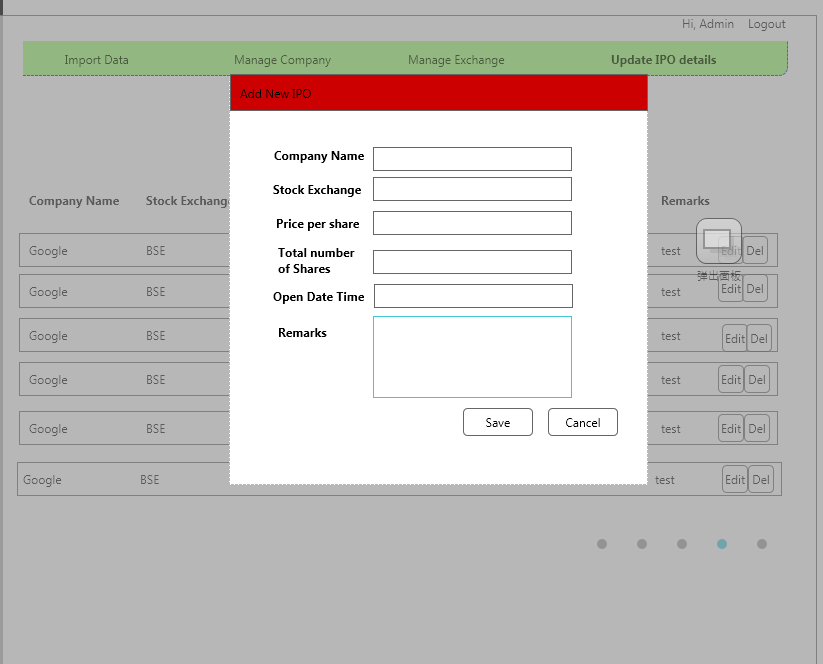 Hi, Admin Logout
Import Data Manage Company Manage Exchange Update IPO details
Add New IPO
Company Name
Stock Exchange
Price per share
Total number
of Shares
Open Date Time
Remarks
Save Cancel
Company Name Stock Exchang Remarks
Google BSE test Edit Del
弹出面板
Google BSE test Edit Del
Google BSE test Edit Del
Google BSE test Edit Del
Google BSE test Edit Del
Google BSE test Edit Del